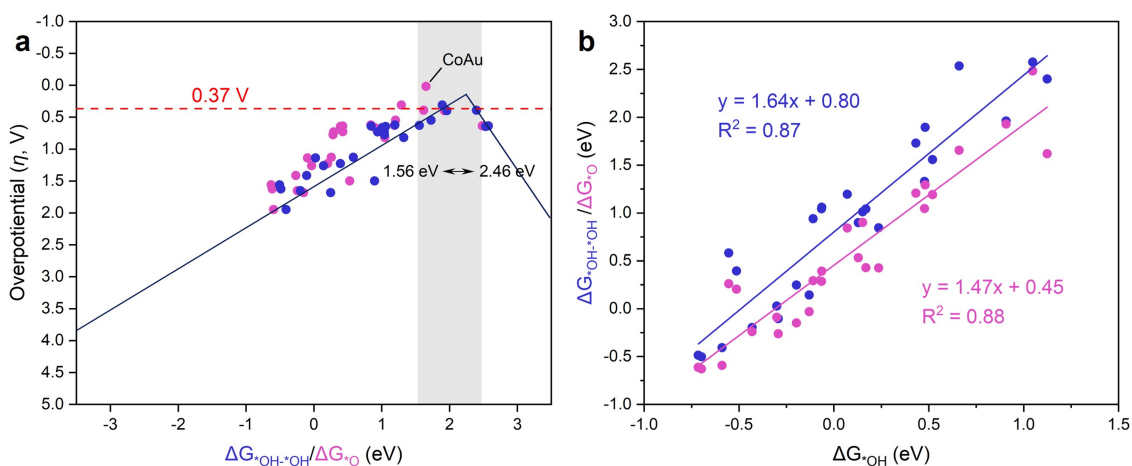 a
-1.0
-0.5
0.0
0.5
1.0
1.5
2.0
2.5
3.0
3.5
4.0
4.5
5.0
Overpotential (η, V)
0.37 V
CoAu
1.56 eV
2.46 eV
-3 -2 -1 0 1 2 3
ΔG*OH-*OH/ΔG*O (eV)
b
3.0
2.5
2.0
1.5
1.0
0.5
0.0
-0.5
-1.0
ΔG*OH-*OH/ΔG*O (eV)
y = 1.64x + 0.80
R² = 0.87
y = 1.47x + 0.45
R² = 0.88
-1.0 -0.5 0.0 0.5 1.0 1.5
ΔG*OH (eV)